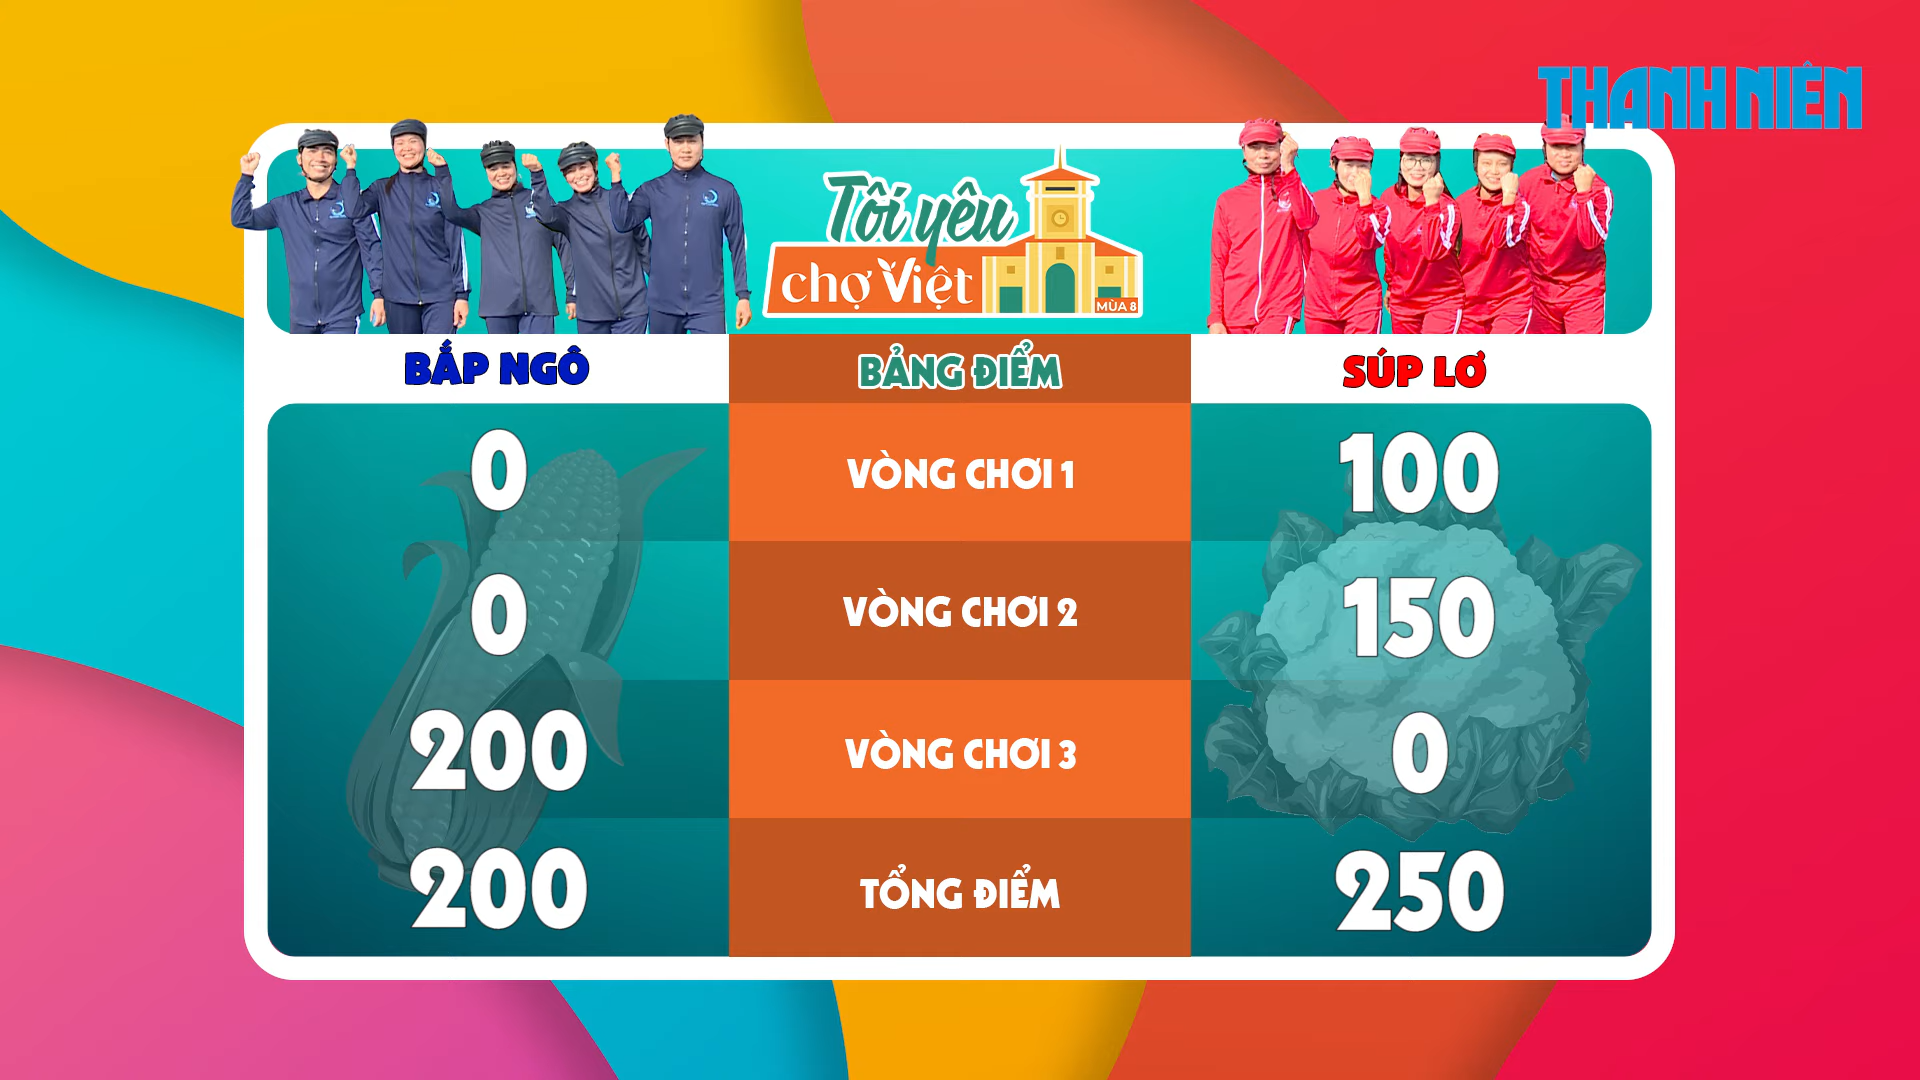 THANH NIÊN
Tôi yêu
chợ Việt
MÙA 8
BẮP NGÔ
BẢNG ĐIỂM
SÚP LƠ
0
VÒNG CHƠI 1
100
0
VÒNG CHƠI 2
150
200
VÒNG CHƠI 3
0
200
TỔNG ĐIỂM
250